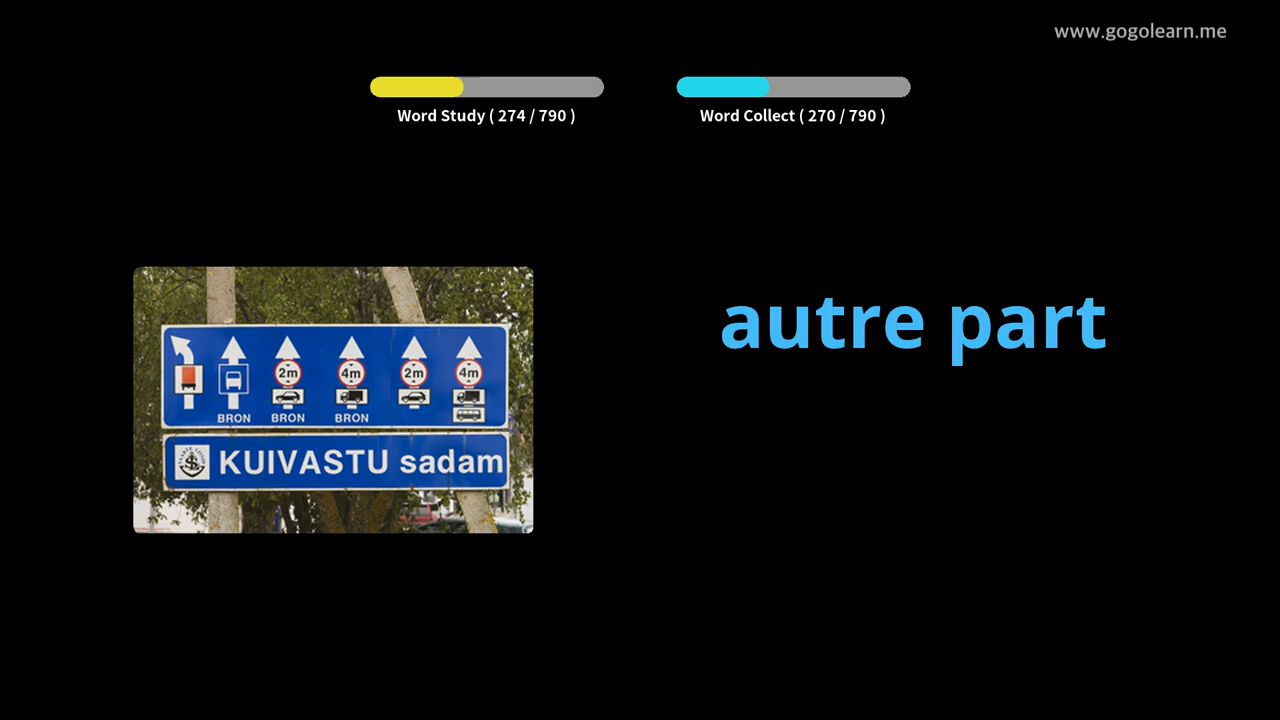 www.gogolearn.me
Word Study ( 274 / 790 )
Word Collect ( 270 / 790 )
autre part
2m 4m 2m 4m
BRON BRON BRON
KUIVASTU sadam